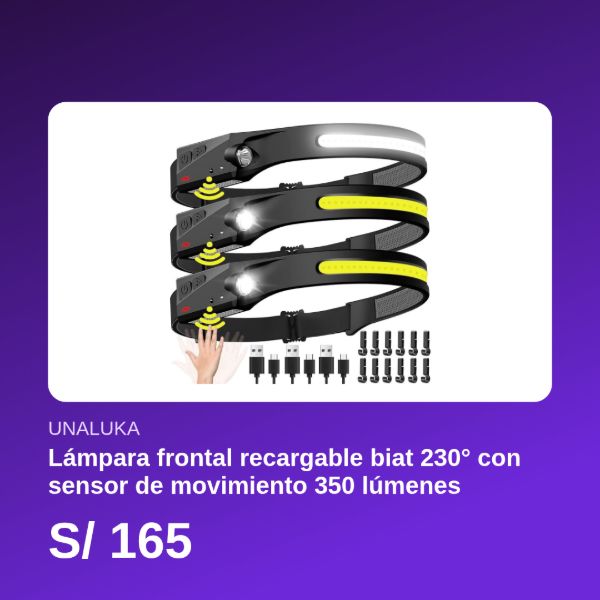 UNALUKA
Lámpara frontal recargable biat 230° con
sensor de movimiento 350 lúmenes
S/ 165